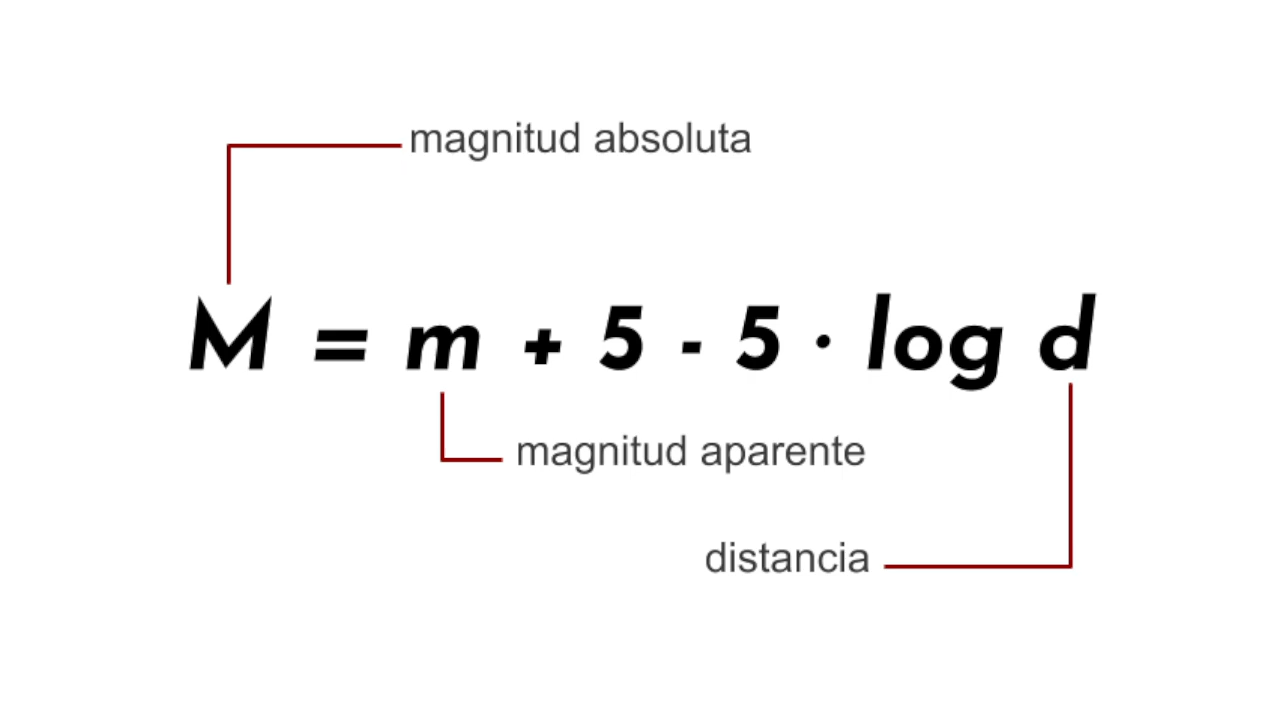 magnitud absoluta
M = m + 5 - 5 · log d
magnitud aparente
distancia